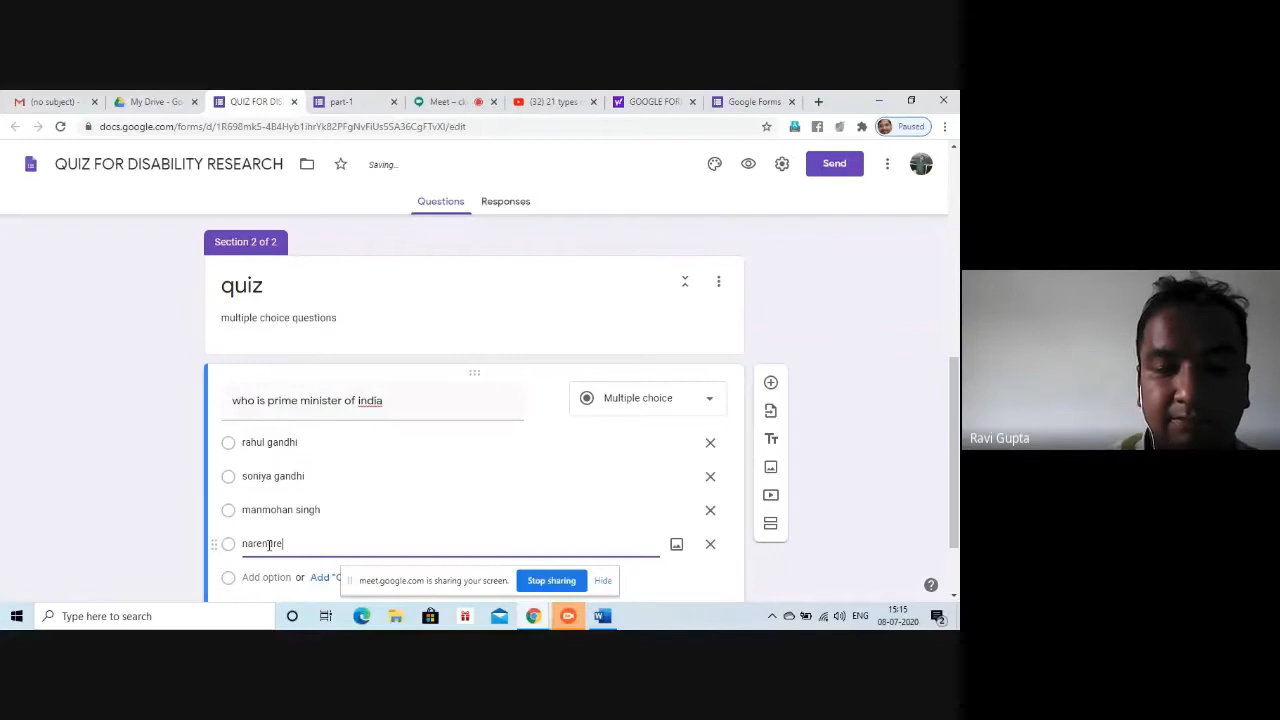 (no subject) -
My Drive - Go
QUIZ FOR DIS
part-1
Meet – cl
(32) 21 types
GOOGLE FOR
Google Forms
docs.google.com/forms/d/1R698mk5-4B4Hyb1ihrYk82PFgNvFiUs5SA36CgFTvXI/edit
Paused
QUIZ FOR DISABILITY RESEARCH
Saving...
Send
Questions
Responses
Section 2 of 2
quiz
multiple choice questions
who is prime minister of india
Multiple choice
rahul gandhi
soniya gandhi
manmohan singh
narendre
Add option or Add "O
meet.google.com is sharing your screen.
Stop sharing
Hide
Type here to search
ENG
15:15
08-07-2020
2
Ravi Gupta